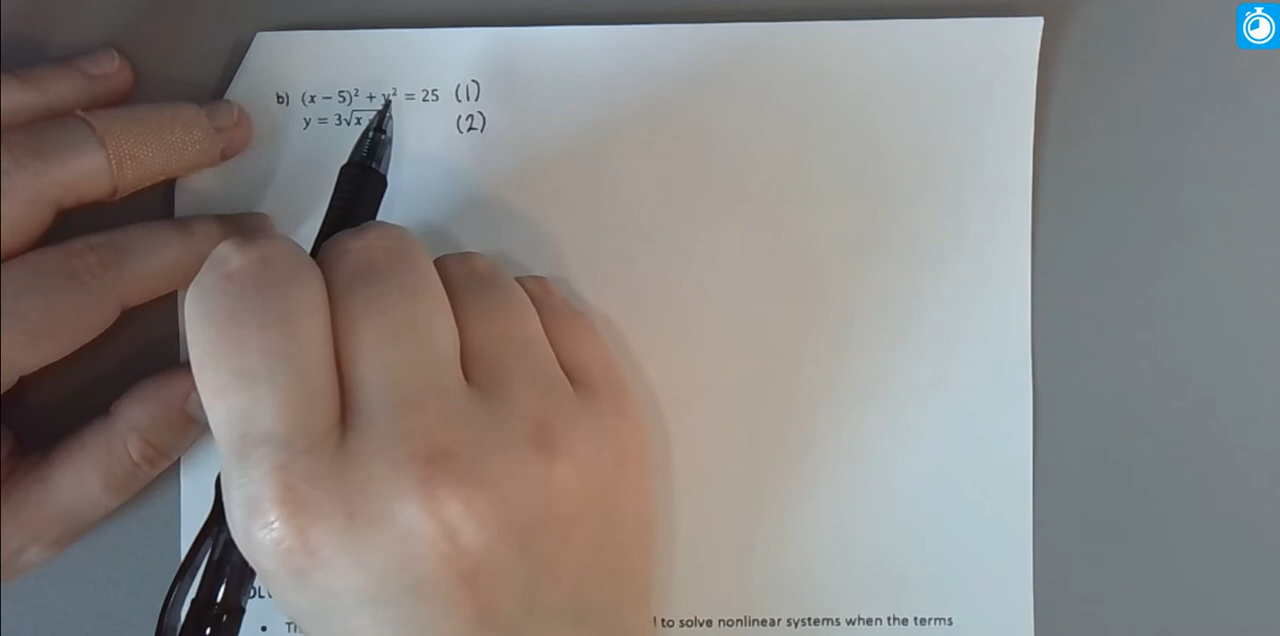 b) (x − 5)² + y² = 25 (1)
y = 3√x (2)
to solve nonlinear systems when the terms